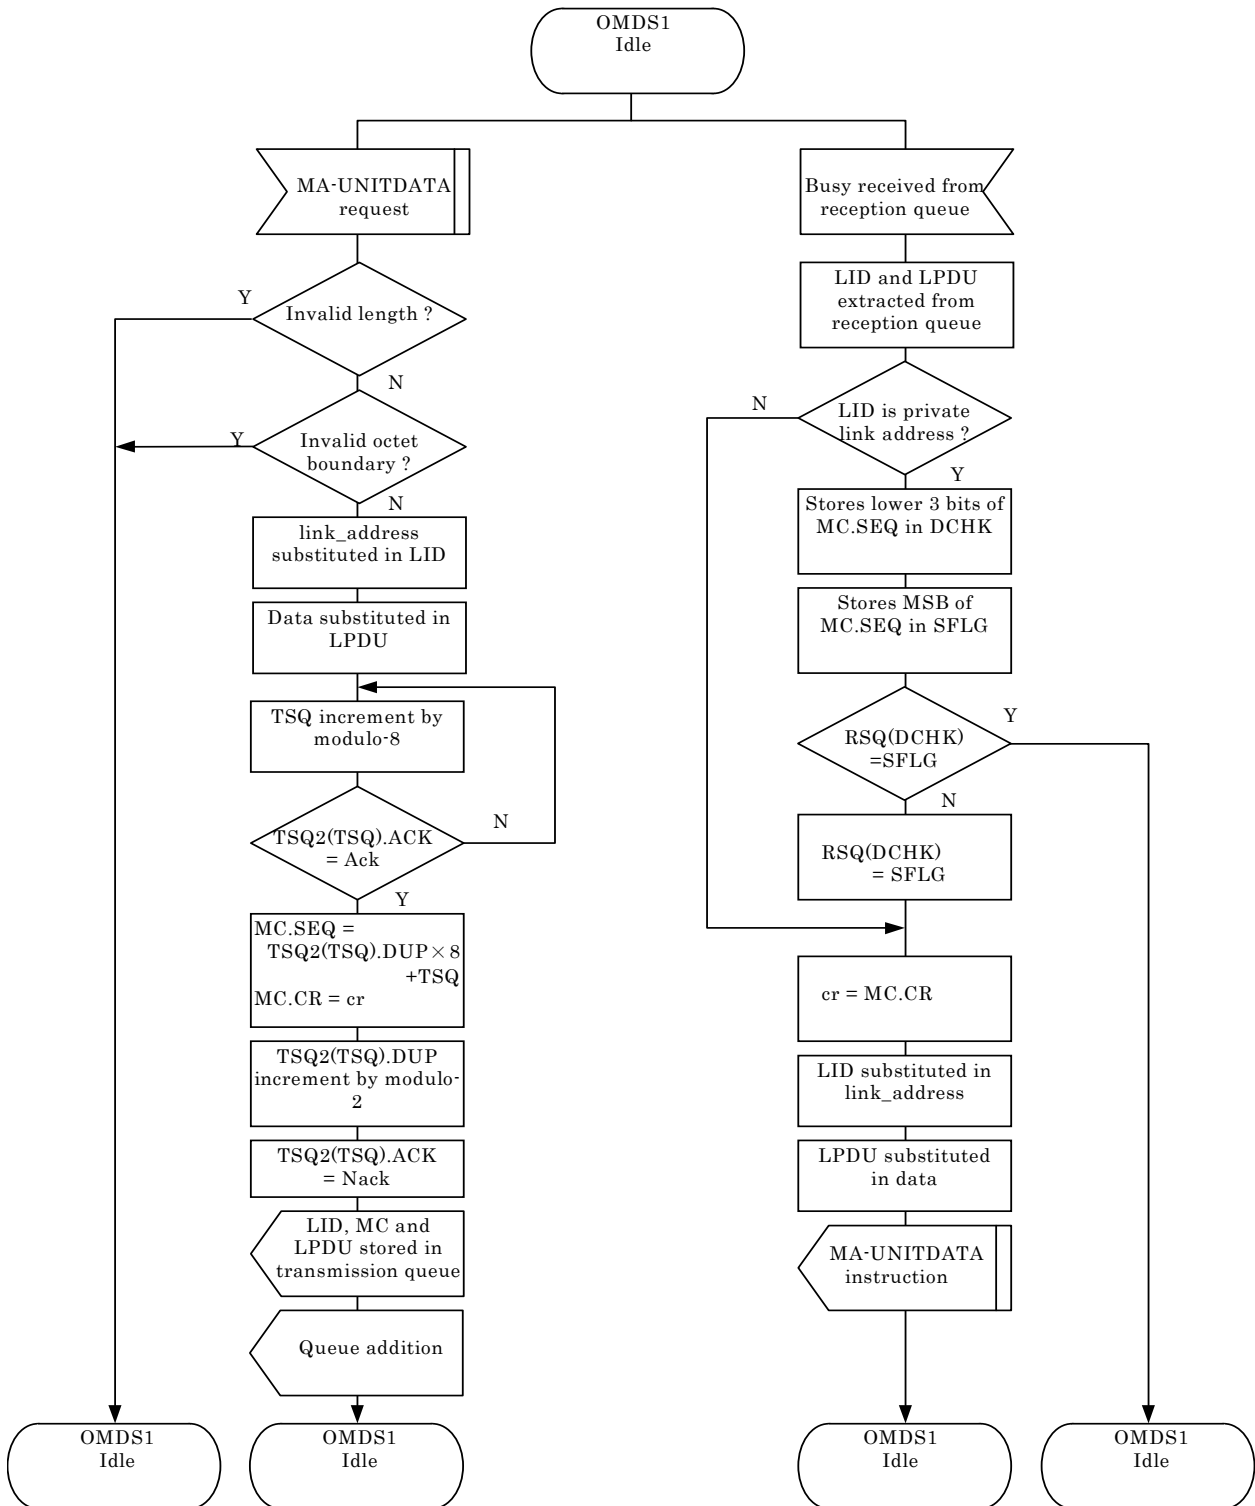 OMDS1
Idle
MA-UNITDATA
request
Invalid length ?
Y
N
Invalid octet
boundary ?
Y
N
link_address
substituted in LID
Data substituted in
LPDU
TSQ increment by
modulo-8
TSQ2(TSQ).ACK
= Ack
N
Y
MC.SEQ =
TSQ2(TSQ).DUP×8
+TSQ
MC.CR = cr
TSQ2(TSQ).DUP
increment by modulo-
2
TSQ2(TSQ).ACK
= Nack
LID, MC and
LPDU stored in
transmission queue
Queue addition
OMDS1
Idle
OMDS1
Idle
Busy received from
reception queue
LID and LPDU
extracted from
reception queue
LID is private
link address ?
N
Y
Stores lower 3 bits of
MC.SEQ in DCHK
Stores MSB of
MC.SEQ in SFLG
RSQ(DCHK)
=SFLG
Y
N
RSQ(DCHK)
= SFLG
cr = MC.CR
LID substituted in
link_address
LPDU substituted
in data
MA-UNITDATA
instruction
OMDS1
Idle
OMDS1
Idle